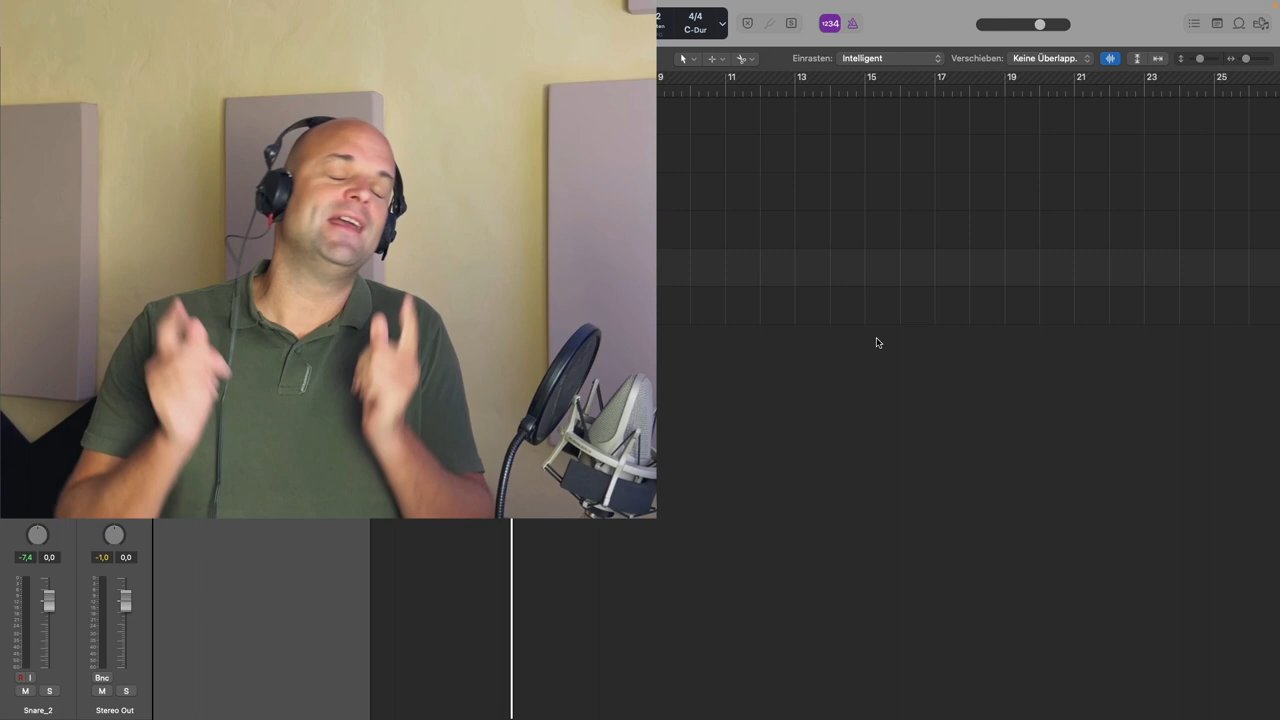 2
4/4
C-Dur
1234
Einrasten: Intelligent
Verschieben: Keine Überlapp.
9 11 13 15 17 19 21 23 25
-7,4 0,0
-1,0 0,0
R I
Bnc
M S
M S
Snare_2
Stereo Out